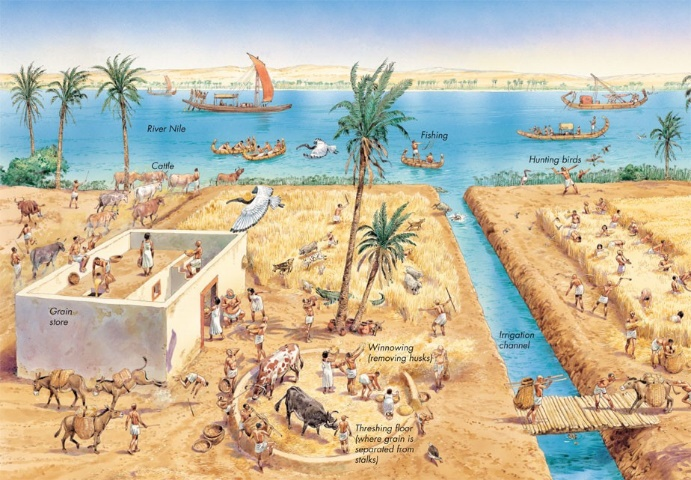 River Nile
Fishing
Cattle
Hunting birds
Grain
store
Irrigation
channel
Winnowing
(removing husks)
Threshing floor
(where grain is
separated from
stalks)